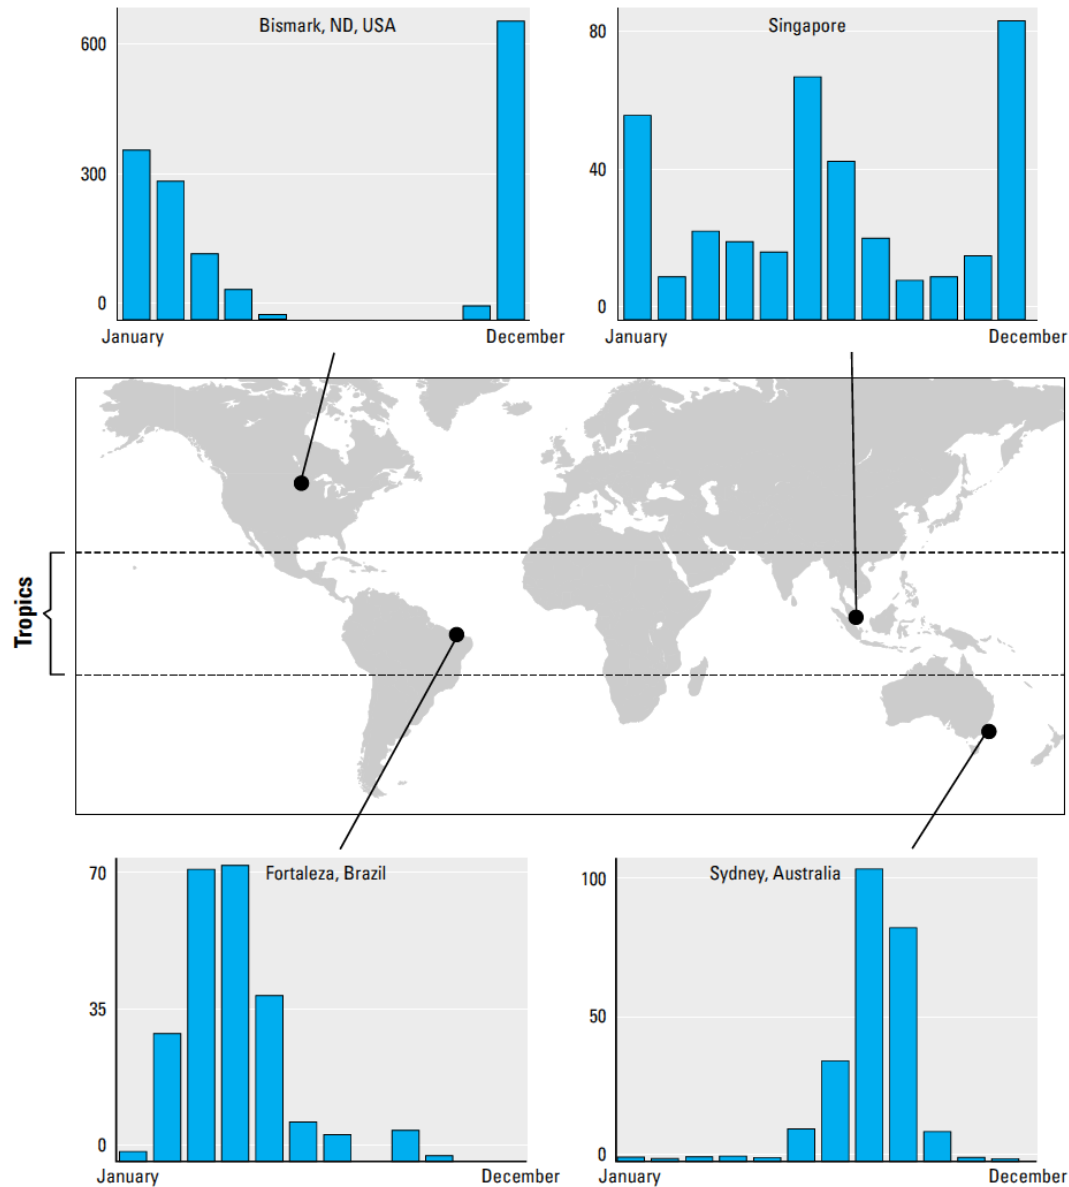 Bismark, ND, USA
600
300
0
January
December
Singapore
80
40
0
January
December
Tropics
Fortaleza, Brazil
70
35
0
January
December
Sydney, Australia
100
50
0
January
December